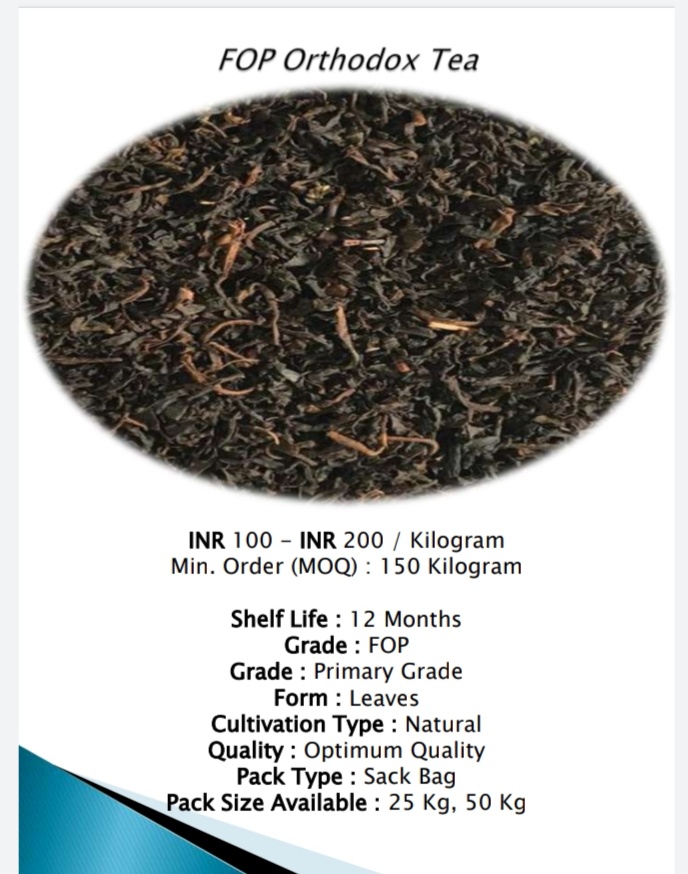 FOP Orthodox Tea
INR 100 – INR 200 / Kilogram
Min. Order (MOQ) : 150 Kilogram
Shelf Life : 12 Months
Grade : FOP
Grade : Primary Grade
Form : Leaves
Cultivation Type : Natural
Quality : Optimum Quality
Pack Type : Sack Bag
Pack Size Available : 25 Kg, 50 Kg